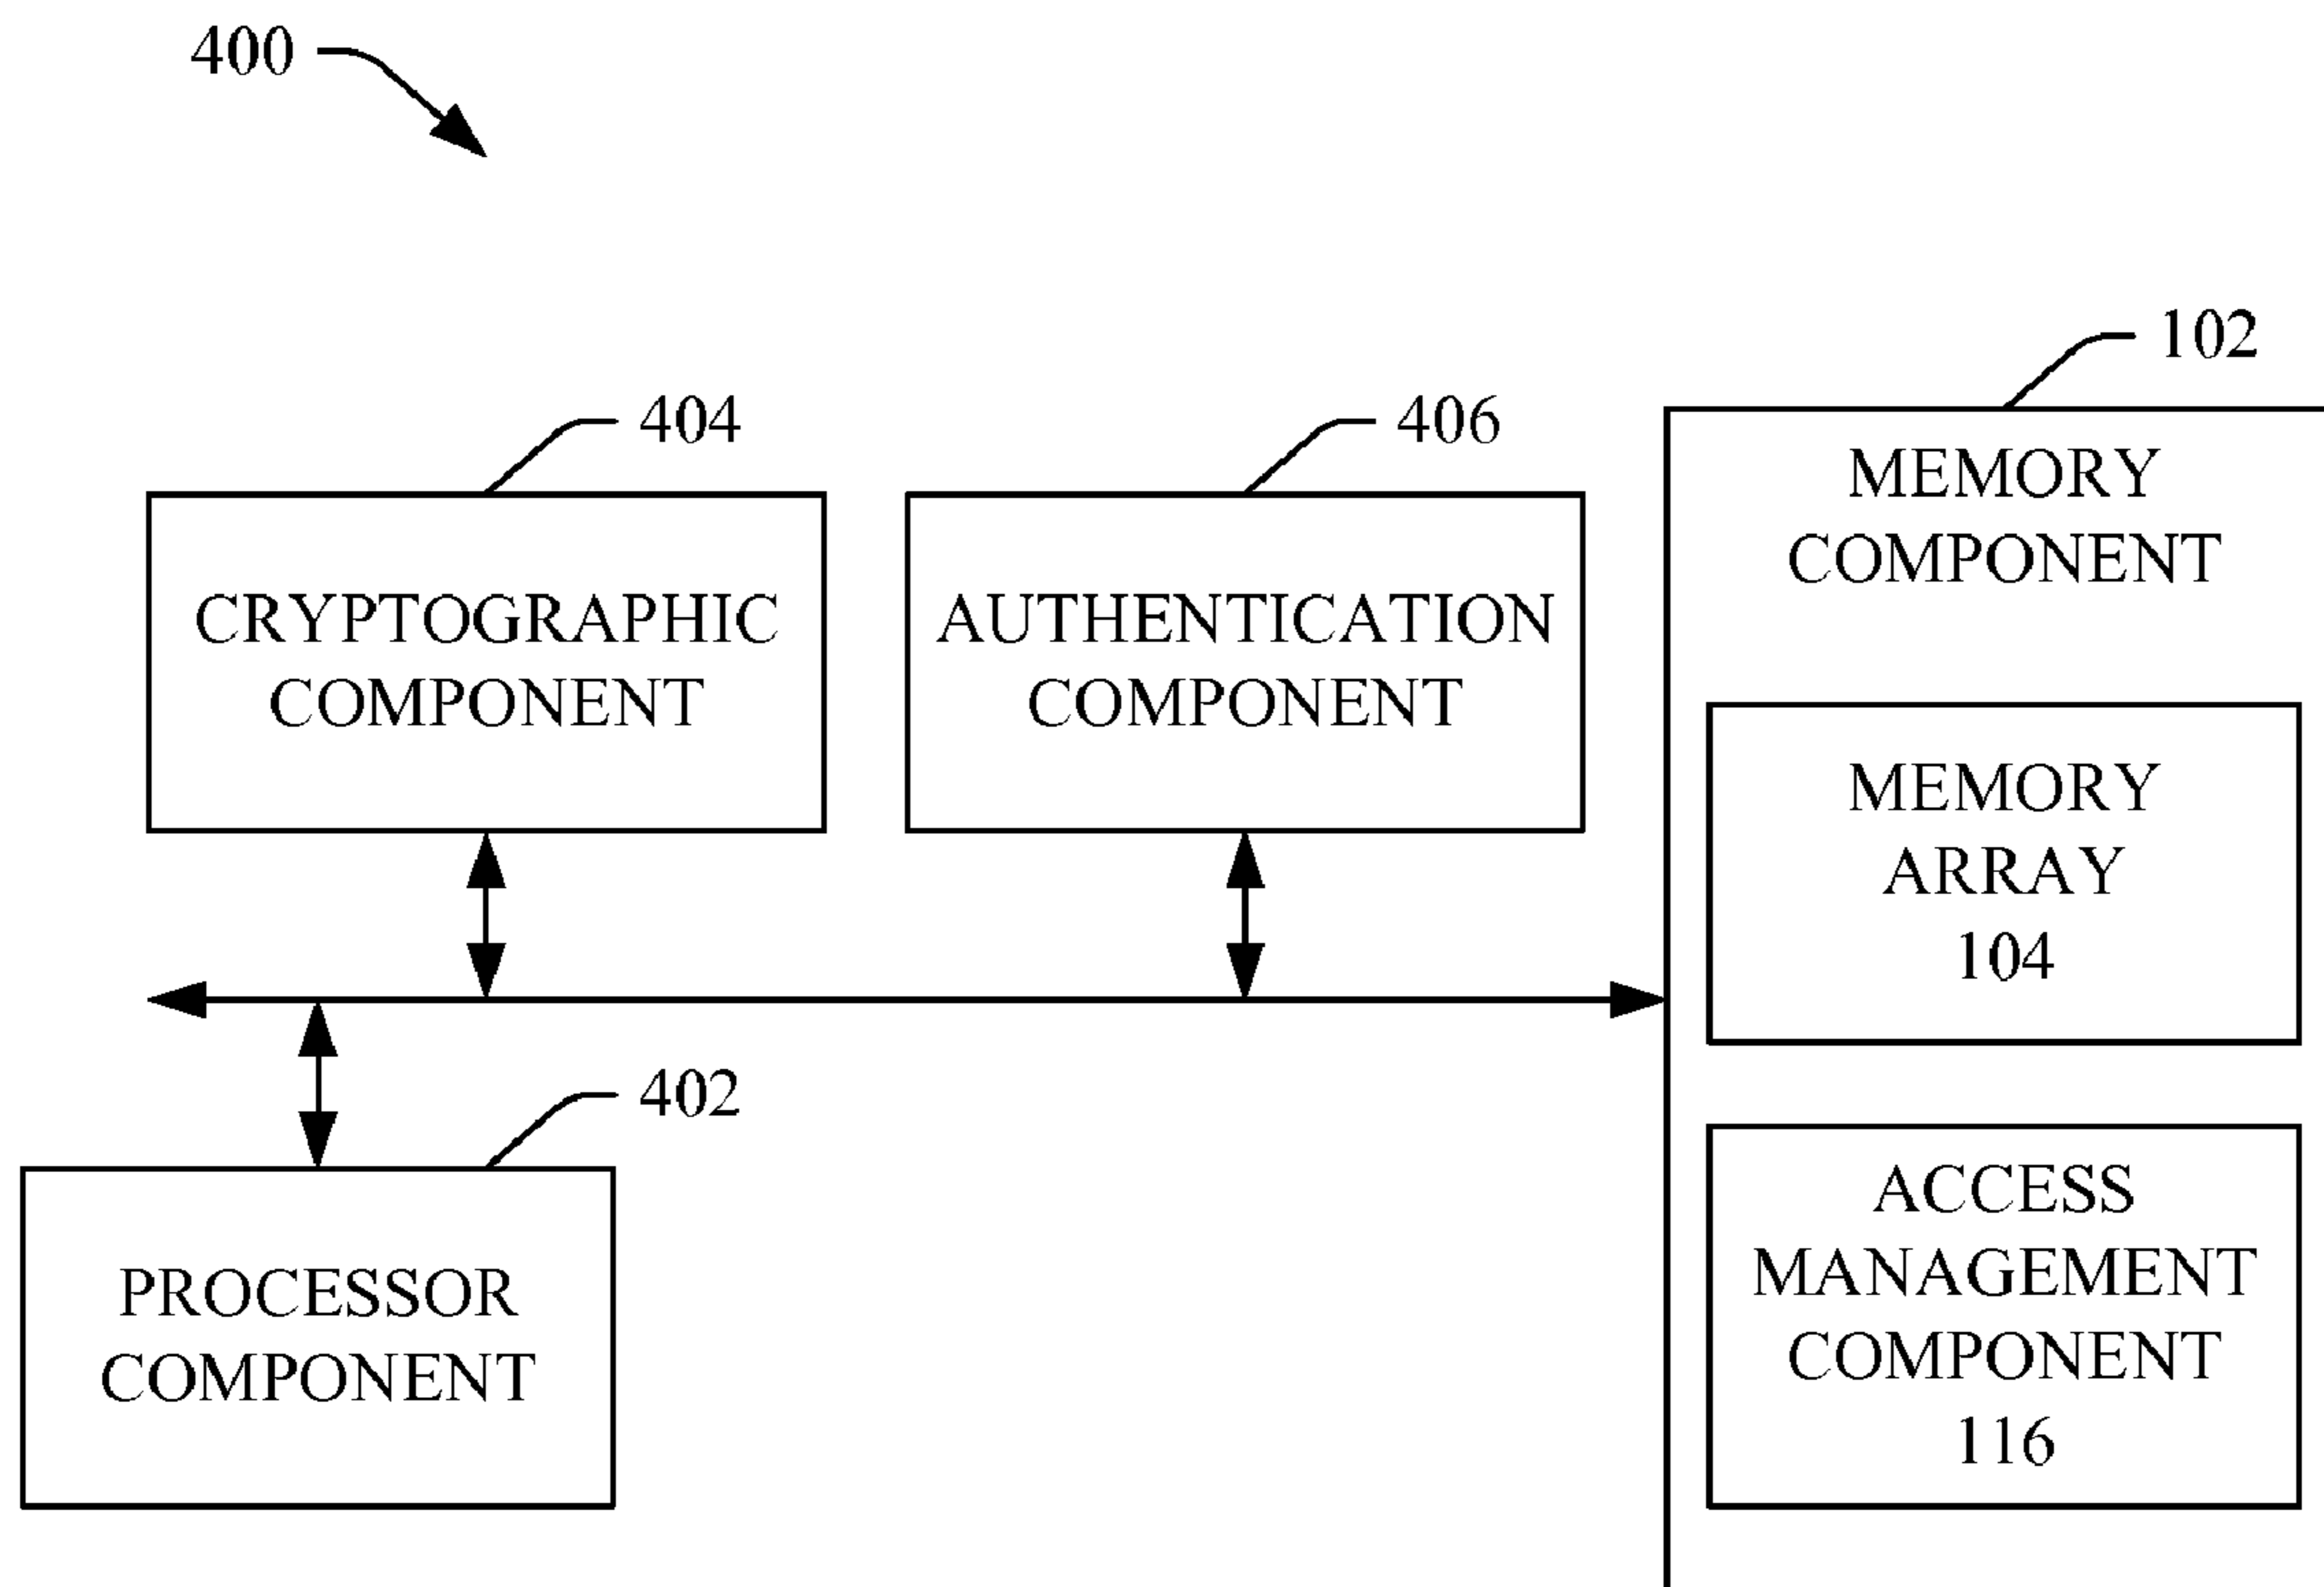 400
102
404
406
MEMORY
COMPONENT
CRYPTOGRAPHIC
COMPONENT
AUTHENTICATION
COMPONENT
MEMORY
ARRAY
104
402
PROCESSOR
COMPONENT
ACCESS
MANAGEMENT
COMPONENT
116